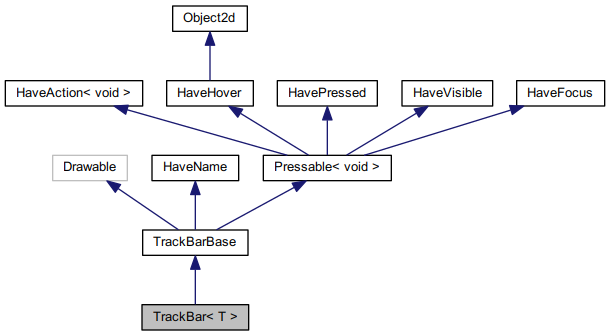 Object2d
HaveAction< void >
HaveHover
HavePressed
HaveVisible
HaveFocus
Drawable
HaveName
Pressable< void >
TrackBarBase
TrackBar< T >